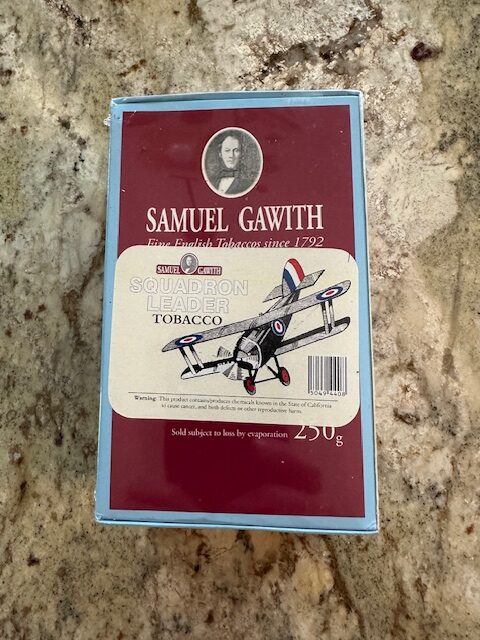 SAMUEL GAWITH
Fine English Tobaccos since 1792
SAMUEL GAWITH
SQUADRON
LEADER
TOBACCO
5049 4408
Warning: This product contains/produces chemicals known in the State of California
to cause cancer, and birth defects or other reproductive harm.
Sold subject to loss by evaporation 250g